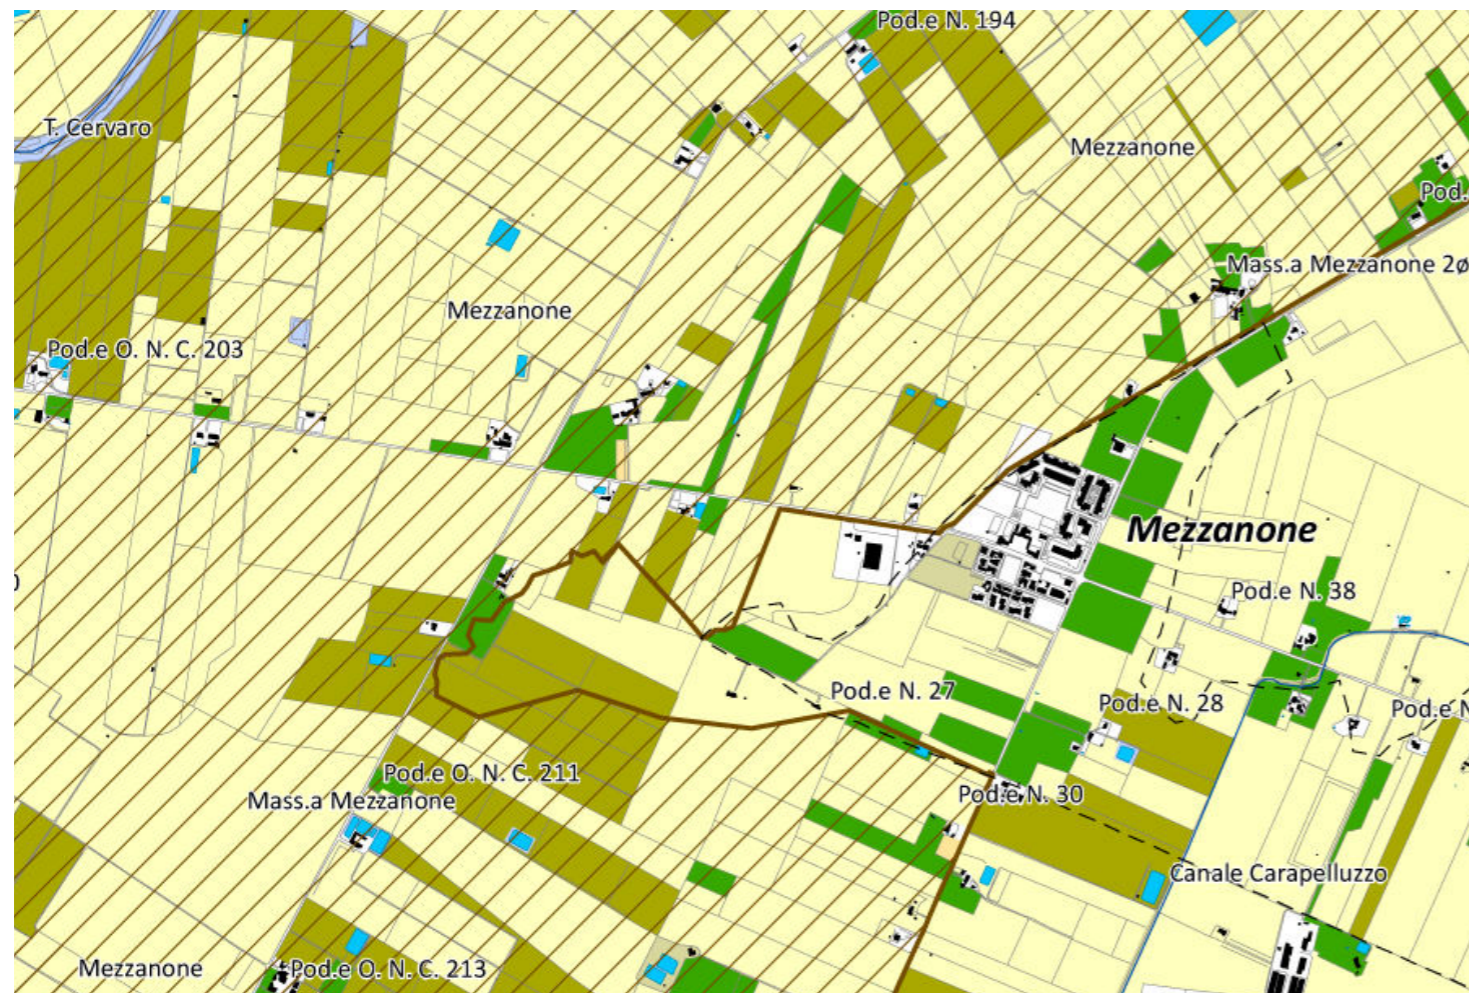 Pod.e N. 194
T. Cervaro
Mezzanone
Pod.
Mass.a Mezzanone 2ø
Mezzanone
Pod.e O. N. C. 203
Mezzanone
Pod.e N. 38
Pod.e N. 27
Pod.e N. 28
Pod.e N
Pod.e O. N. C. 211
Mass.a Mezzanone
Pod.e N. 30
Canale Carapelluzzo
Mezzanone
Pod.e O. N. C. 213